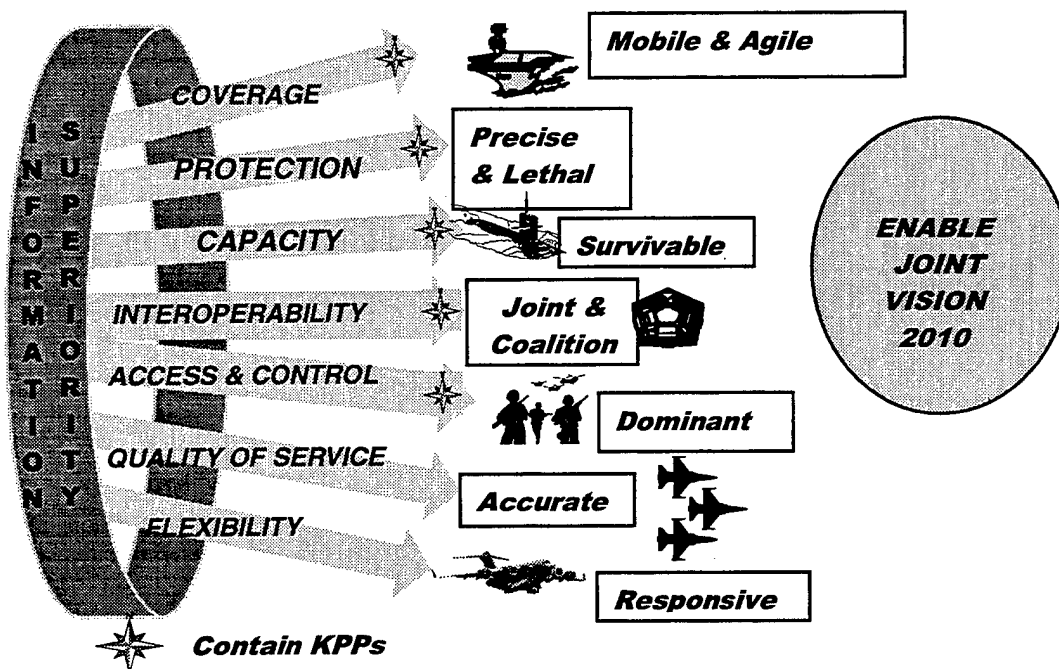 INFORMATION
SUPERIORITY
COVERAGE
Mobile & Agile
PROTECTION
Precise
& Lethal
CAPACITY
Survivable
INTEROPERABILITY
Joint &
Coalition
ACCESS & CONTROL
Dominant
QUALITY OF SERVICE
Accurate
FLEXIBILITY
Responsive
ENABLE
JOINT
VISION
2010
Contain KPPs